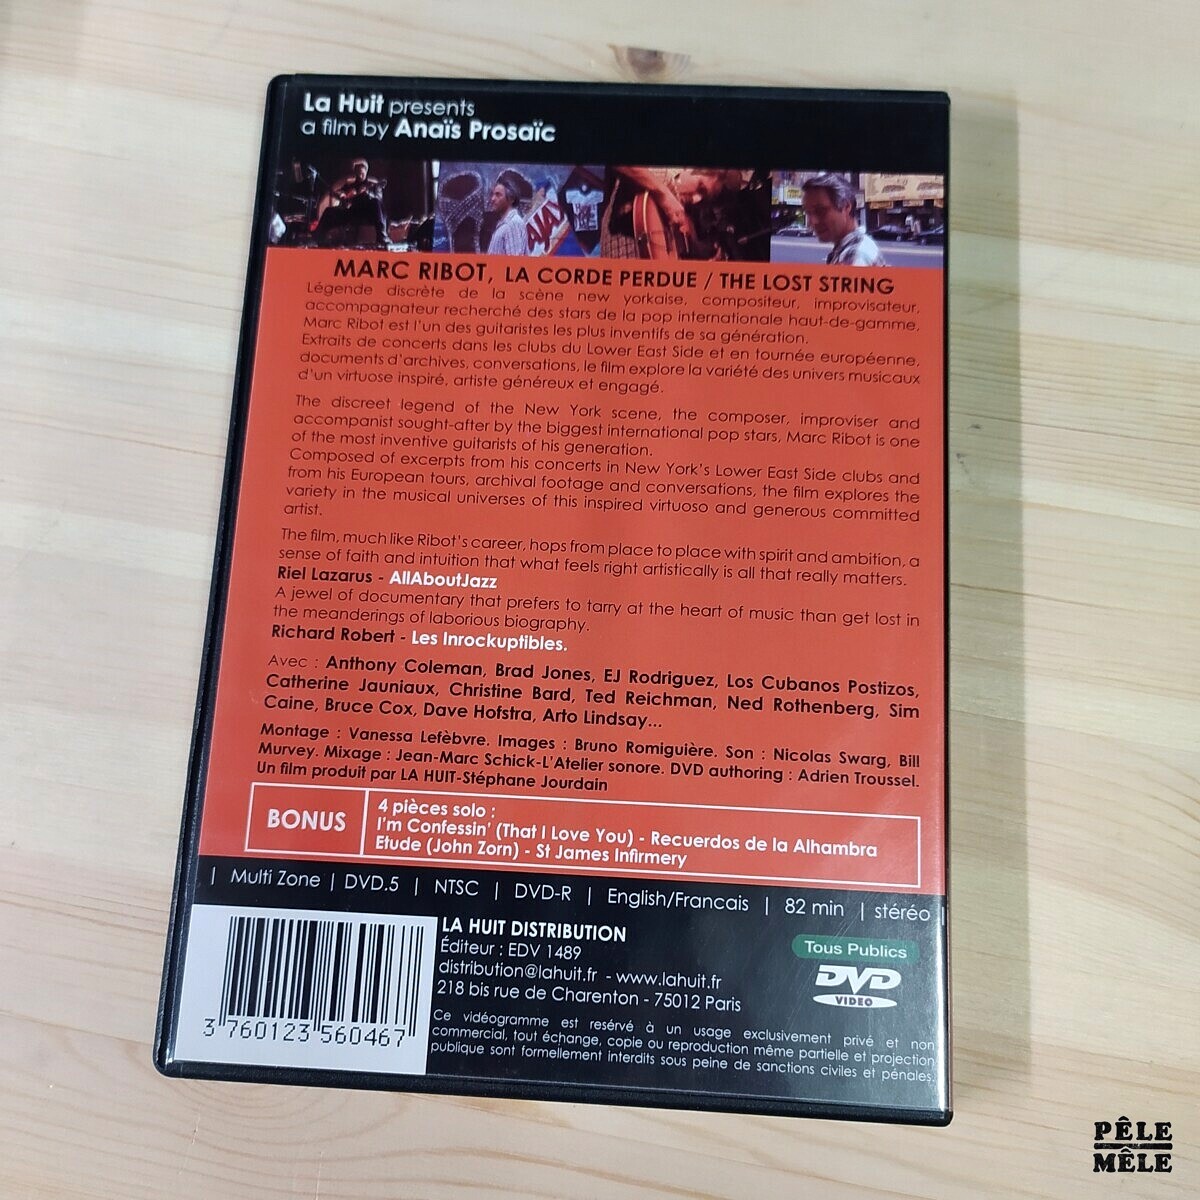 La Huit presents
a film by Anaïs Prosaïc
AJAX
MARC RIBOT, LA CORDE PERDUE / THE LOST STRING
Légende discrète de la scène new yorkaise, compositeur, improvisateur,
accompagnateur recherché des stars de la pop internationale haut-de-gamme,
Marc Ribot est l'un des guitaristes les plus inventifs de sa génération.
Extraits de concerts dans les clubs du Lower East Side et en tournée européenne,
documents d'archives, conversations, le film explore la variété des univers musicaux
d'un virtuose inspiré, artiste généreux et engagé.
The discreet legend of the New York scene, the composer, improviser and
accompanist sought-after by the biggest international pop stars, Marc Ribot is one
of the most inventive guitarists of his generation.
Composed of excerpts from his concerts in New York's Lower East Side clubs and
from his European tours, archival footage and conversations, the film explores the
variety in the musical universes of this inspired virtuoso and generous committed
artist.
The film, much like Ribot's career, hops from place to place with spirit and ambition, a
sense of faith and intuition that what feels right artistically is all that really matters.
Riel Lazarus - AllAboutJazz
A jewel of documentary that prefers to tarry at the heart of music than get lost in
the meanderings of laborious biography.
Richard Robert - Les Inrockuptibles.
Avec : Anthony Coleman, Brad Jones, EJ Rodriguez, Los Cubanos Postizos,
Catherine Jauniaux, Christine Bard, Ted Reichman, Ned Rothenberg, Sim
Caine, Bruce Cox, Dave Hofstra, Arto Lindsay...
Montage : Vanessa Lefèbvre. Images : Bruno Romiguière. Son : Nicolas Swarg, Bill
Murvey. Mixage : Jean-Marc Schick-L'Atelier sonore. DVD authoring : Adrien Troussel.
Un film produit par LA HUIT-Stéphane Jourdain
BONUS
4 pièces solo :
I'm Confessin' (That I Love You) - Recuerdos de la Alhambra
Etude (John Zorn) - St James Infirmery
| Multi Zone | DVD.5 | NTSC | DVD-R | English/Francais | 82 min | stéréo
LA HUIT DISTRIBUTION
Éditeur : EDV 1489
distribution@lahuit.fr - www.lahuit.fr
218 bis rue de Charenton - 75012 Paris
Tous Publics
DVD
VIDEO
3 760123 560467
Ce vidéogramme est resérvé à un usage exclusivement privé et non
commercial, tout échange, copie ou reproduction même partielle et projection
publique sont formellement interdits sous peine de sanctions civiles et pénales.
PÊLE
MÊLE